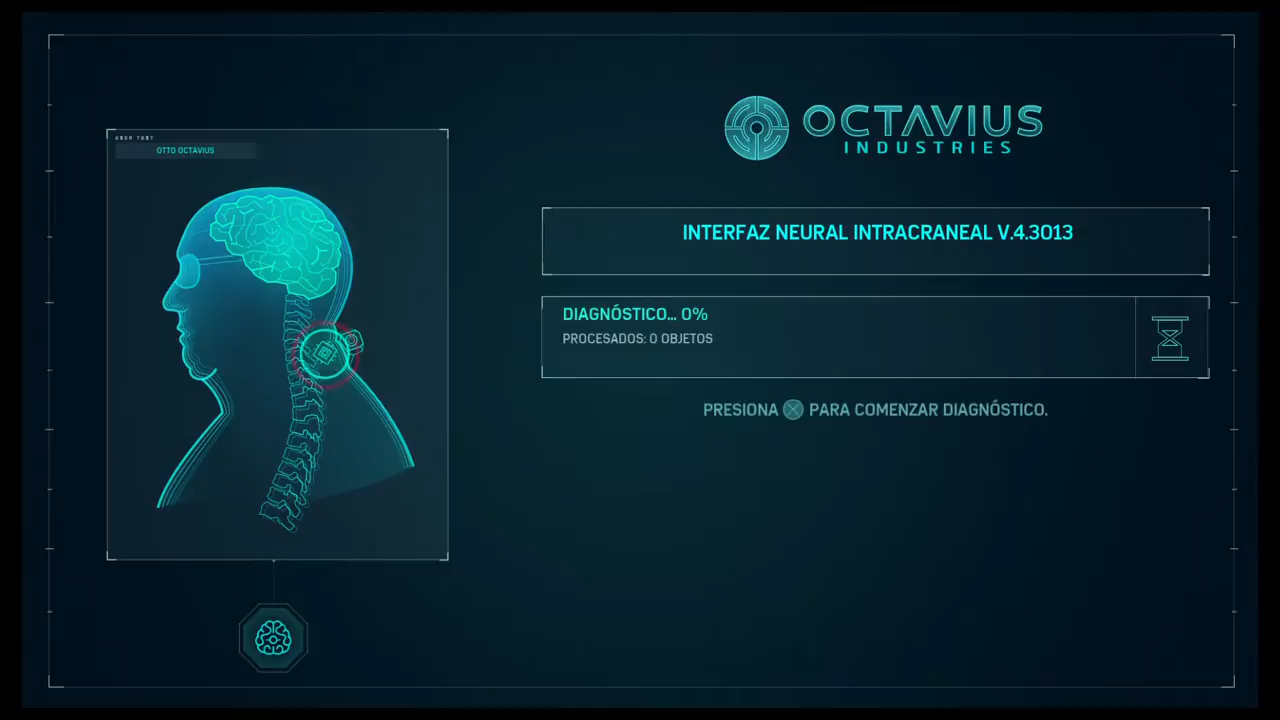 OTTO OCTAVIUS
OCTAVIUS
INDUSTRIES
INTERFAZ NEURAL INTRACRANEAL V.4.3013
DIAGNÓSTICO... 0%
PROCESADOS: 0 OBJETOS
PRESIONA PARA COMENZAR DIAGNÓSTICO.